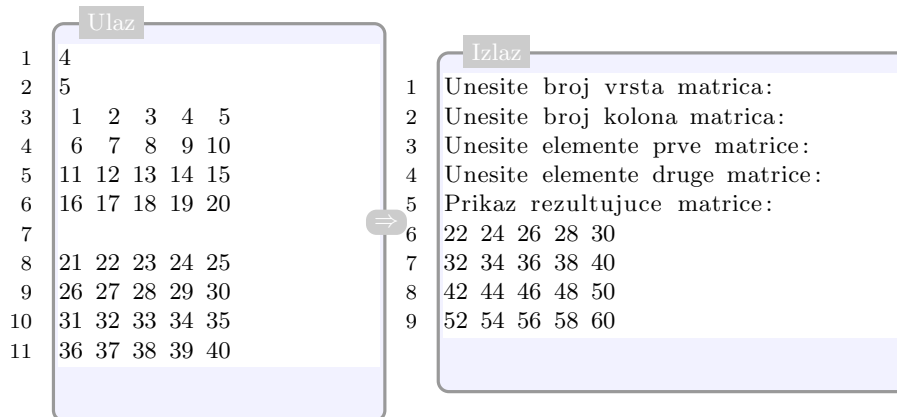 Ulaz
1 4
2 5
3 1 2 3 4 5
4 6 7 8 9 10
5 11 12 13 14 15
6 16 17 18 19 20
7
8 21 22 23 24 25
9 26 27 28 29 30
10 31 32 33 34 35
11 36 37 38 39 40
⇒
Izlaz
1 Unesite broj vrsta matrica:
2 Unesite broj kolona matrica:
3 Unesite elemente prve matrice:
4 Unesite elemente druge matrice:
5 Prikaz rezultujuce matrice:
6 22 24 26 28 30
7 32 34 36 38 40
8 42 44 46 48 50
9 52 54 56 58 60